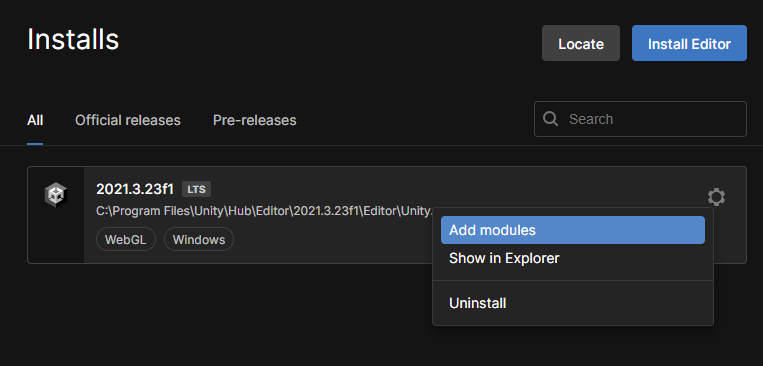 Installs
Locate
Install Editor
All
Official releases
Pre-releases
Search
2021.3.23f1 LTS
C:\Program Files\Unity\Hub\Editor\2021.3.23f1\Editor\Unity.
WebGL
Windows
Add modules
Show in Explorer
Uninstall